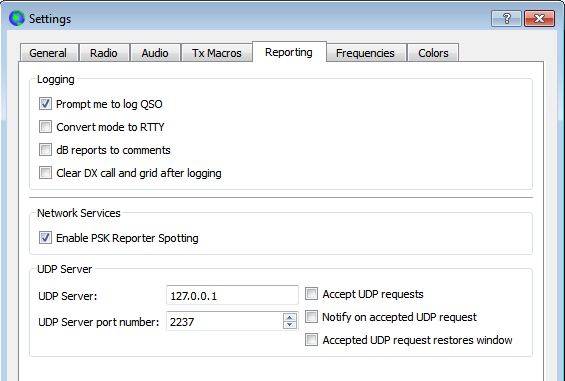 Settings
General Radio Audio Tx Macros Reporting Frequencies Colors
Logging
Prompt me to log QSO
Convert mode to RTTY
dB reports to comments
Clear DX call and grid after logging
Network Services
Enable PSK Reporter Spotting
UDP Server
UDP Server: 127.0.0.1 Accept UDP requests
UDP Server port number: 2237 Notify on accepted UDP request
Accepted UDP request restores window